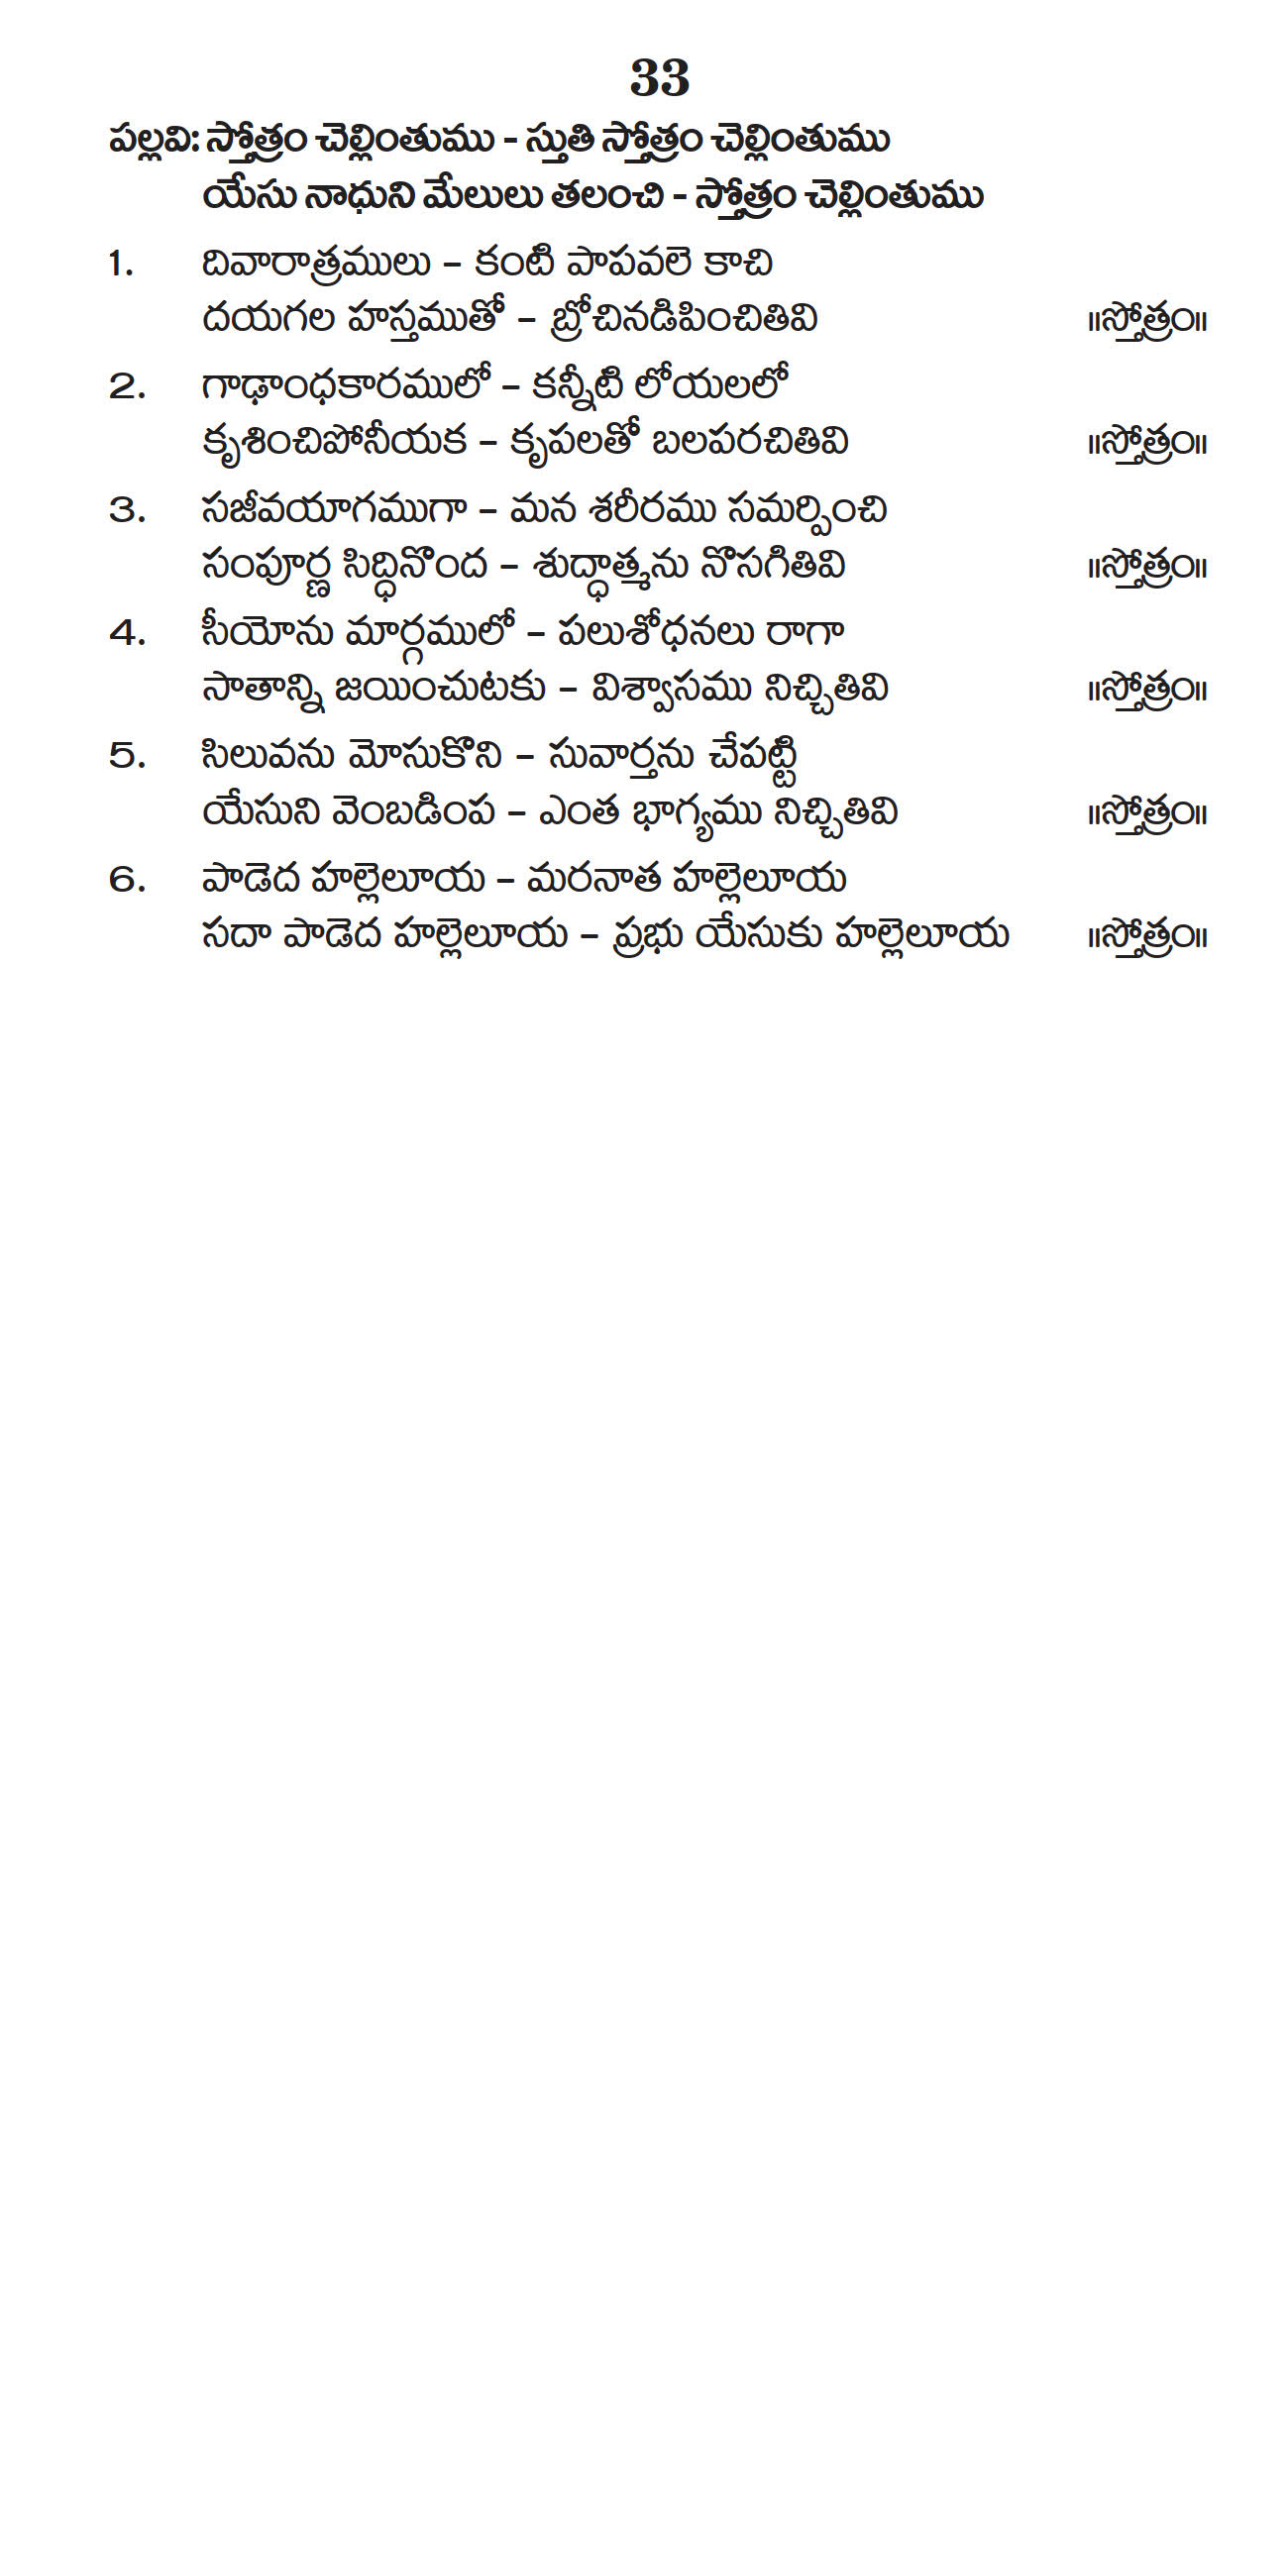 33
పల్లవి: స్తోత్రం చెల్లింతుము - స్తుతి స్తోత్రం చెల్లింతుము
యేసు నాధుని మేలులు తలంచి - స్తోత్రం చెల్లింతుము
1. దివారాత్రములు – కంటి పాపవలె కాచి
దయగల హస్తముతో – బ్రోచినడిపించితివి ॥స్తోత్రం॥
2. గాఢాంధకారములో – కన్నీటి లోయలలో
కృశించిపోనీయక – కృపలతో బలపరచితివి ॥స్తోత్రం॥
3. సజీవయాగముగా – మన శరీరము సమర్పించి
సంపూర్ణ సిద్ధినొంద – శుద్ధాత్మను నొసగితివి ॥స్తోత్రం॥
4. సీయోను మార్గములో – పలుశోధనలు రాగా
సాతాన్ని జయించుటకు – విశ్వాసము నిచ్చితివి ॥స్తోత్రం॥
5. సిలువను మోసుకొని – సువార్తను చేపట్టి
యేసుని వెంబడింప – ఎంత భాగ్యము నిచ్చితివి ॥స్తోత్రం॥
6. పాడెద హల్లెలూయ – మరనాత హల్లెలూయ
సదా పాడెద హల్లెలూయ – ప్రభు యేసుకు హల్లెలూయ ॥స్తోత్రం॥